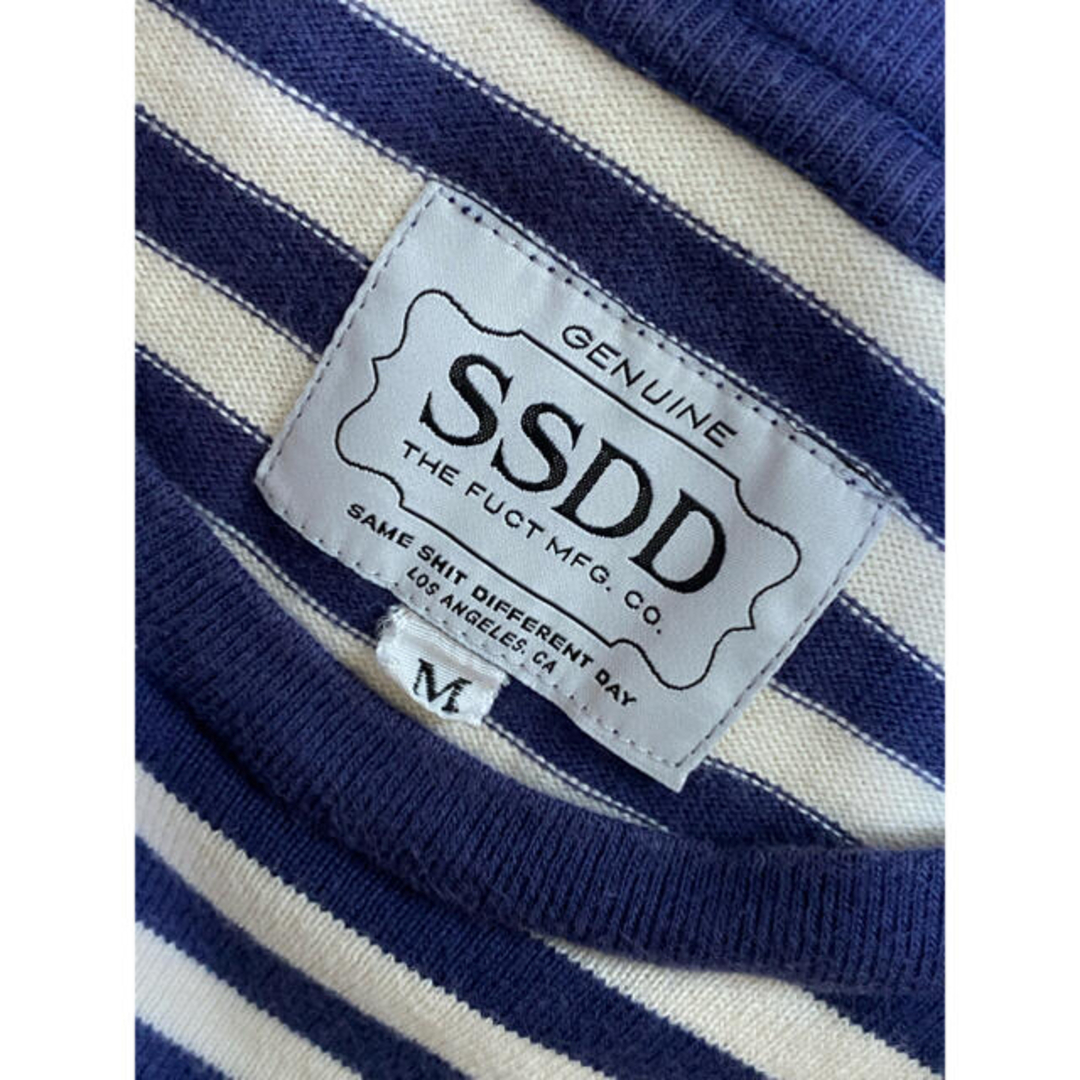 GENUINE
SSDD
THE FUCT MFG. CO.
SAME SHIT DIFFERENT DAY
LOS ANGELES, CA
M